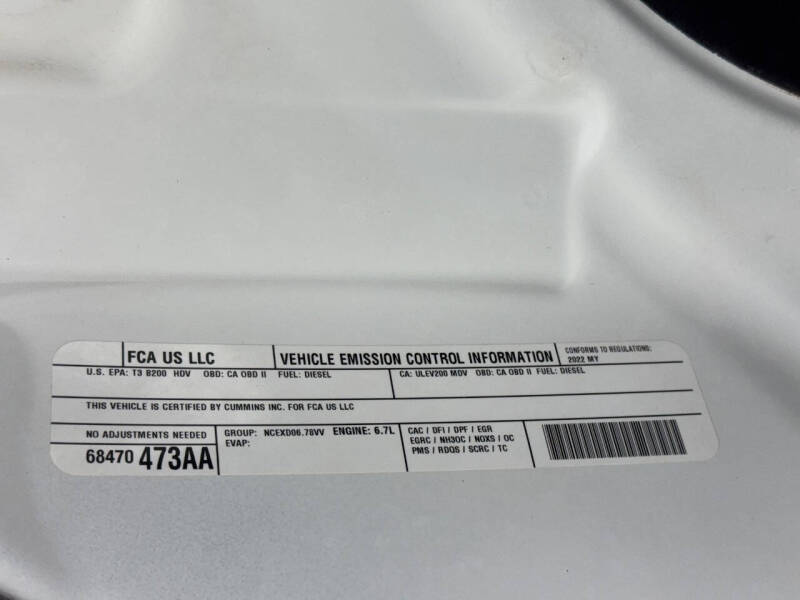 FCA US LLC
VEHICLE EMISSION CONTROL INFORMATION
CONFORMS TO REGULATIONS:
2022 MY
U.S. EPA: T3 B200 HDV OBD: CA OBD II FUEL: DIESEL
CA: ULEV200 MDV OBD: CA OBD II FUEL: DIESEL
THIS VEHICLE IS CERTIFIED BY CUMMINS INC. FOR FCA US LLC
NO ADJUSTMENTS NEEDED
68470 473AA
GROUP: NCEXD06.78VV ENGINE: 6.7L
EVAP:
CAC / DFI / DPF / EGR
EGRC / NH3OC / NOXS / OC
PMS / RDQS / SCRC / TC